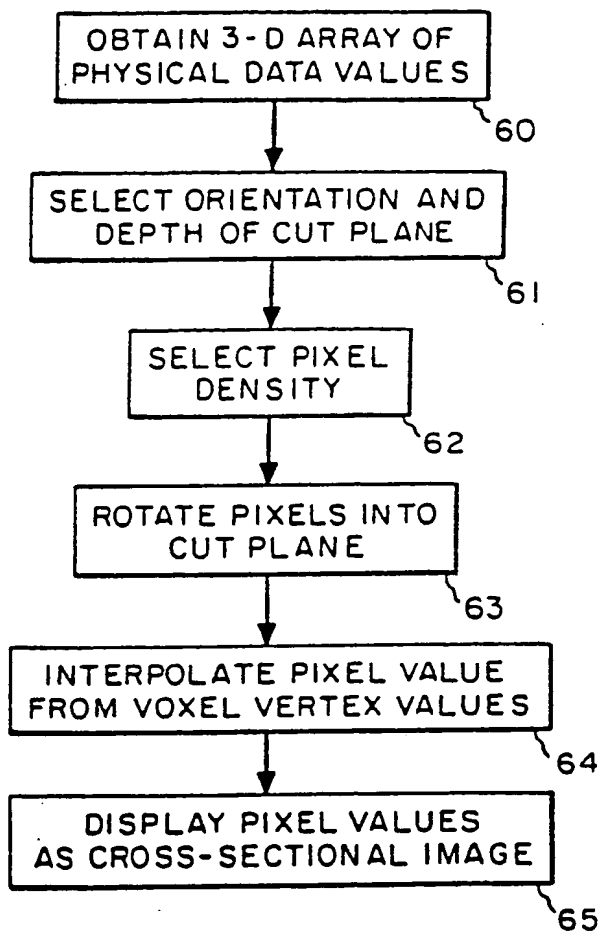 OBTAIN 3-D ARRAY OF
PHYSICAL DATA VALUES
60
SELECT ORIENTATION AND
DEPTH OF CUT PLANE
61
SELECT PIXEL
DENSITY
62
ROTATE PIXELS INTO
CUT PLANE
63
INTERPOLATE PIXEL VALUE
FROM VOXEL VERTEX VALUES
64
DISPLAY PIXEL VALUES
AS CROSS-SECTIONAL IMAGE
65